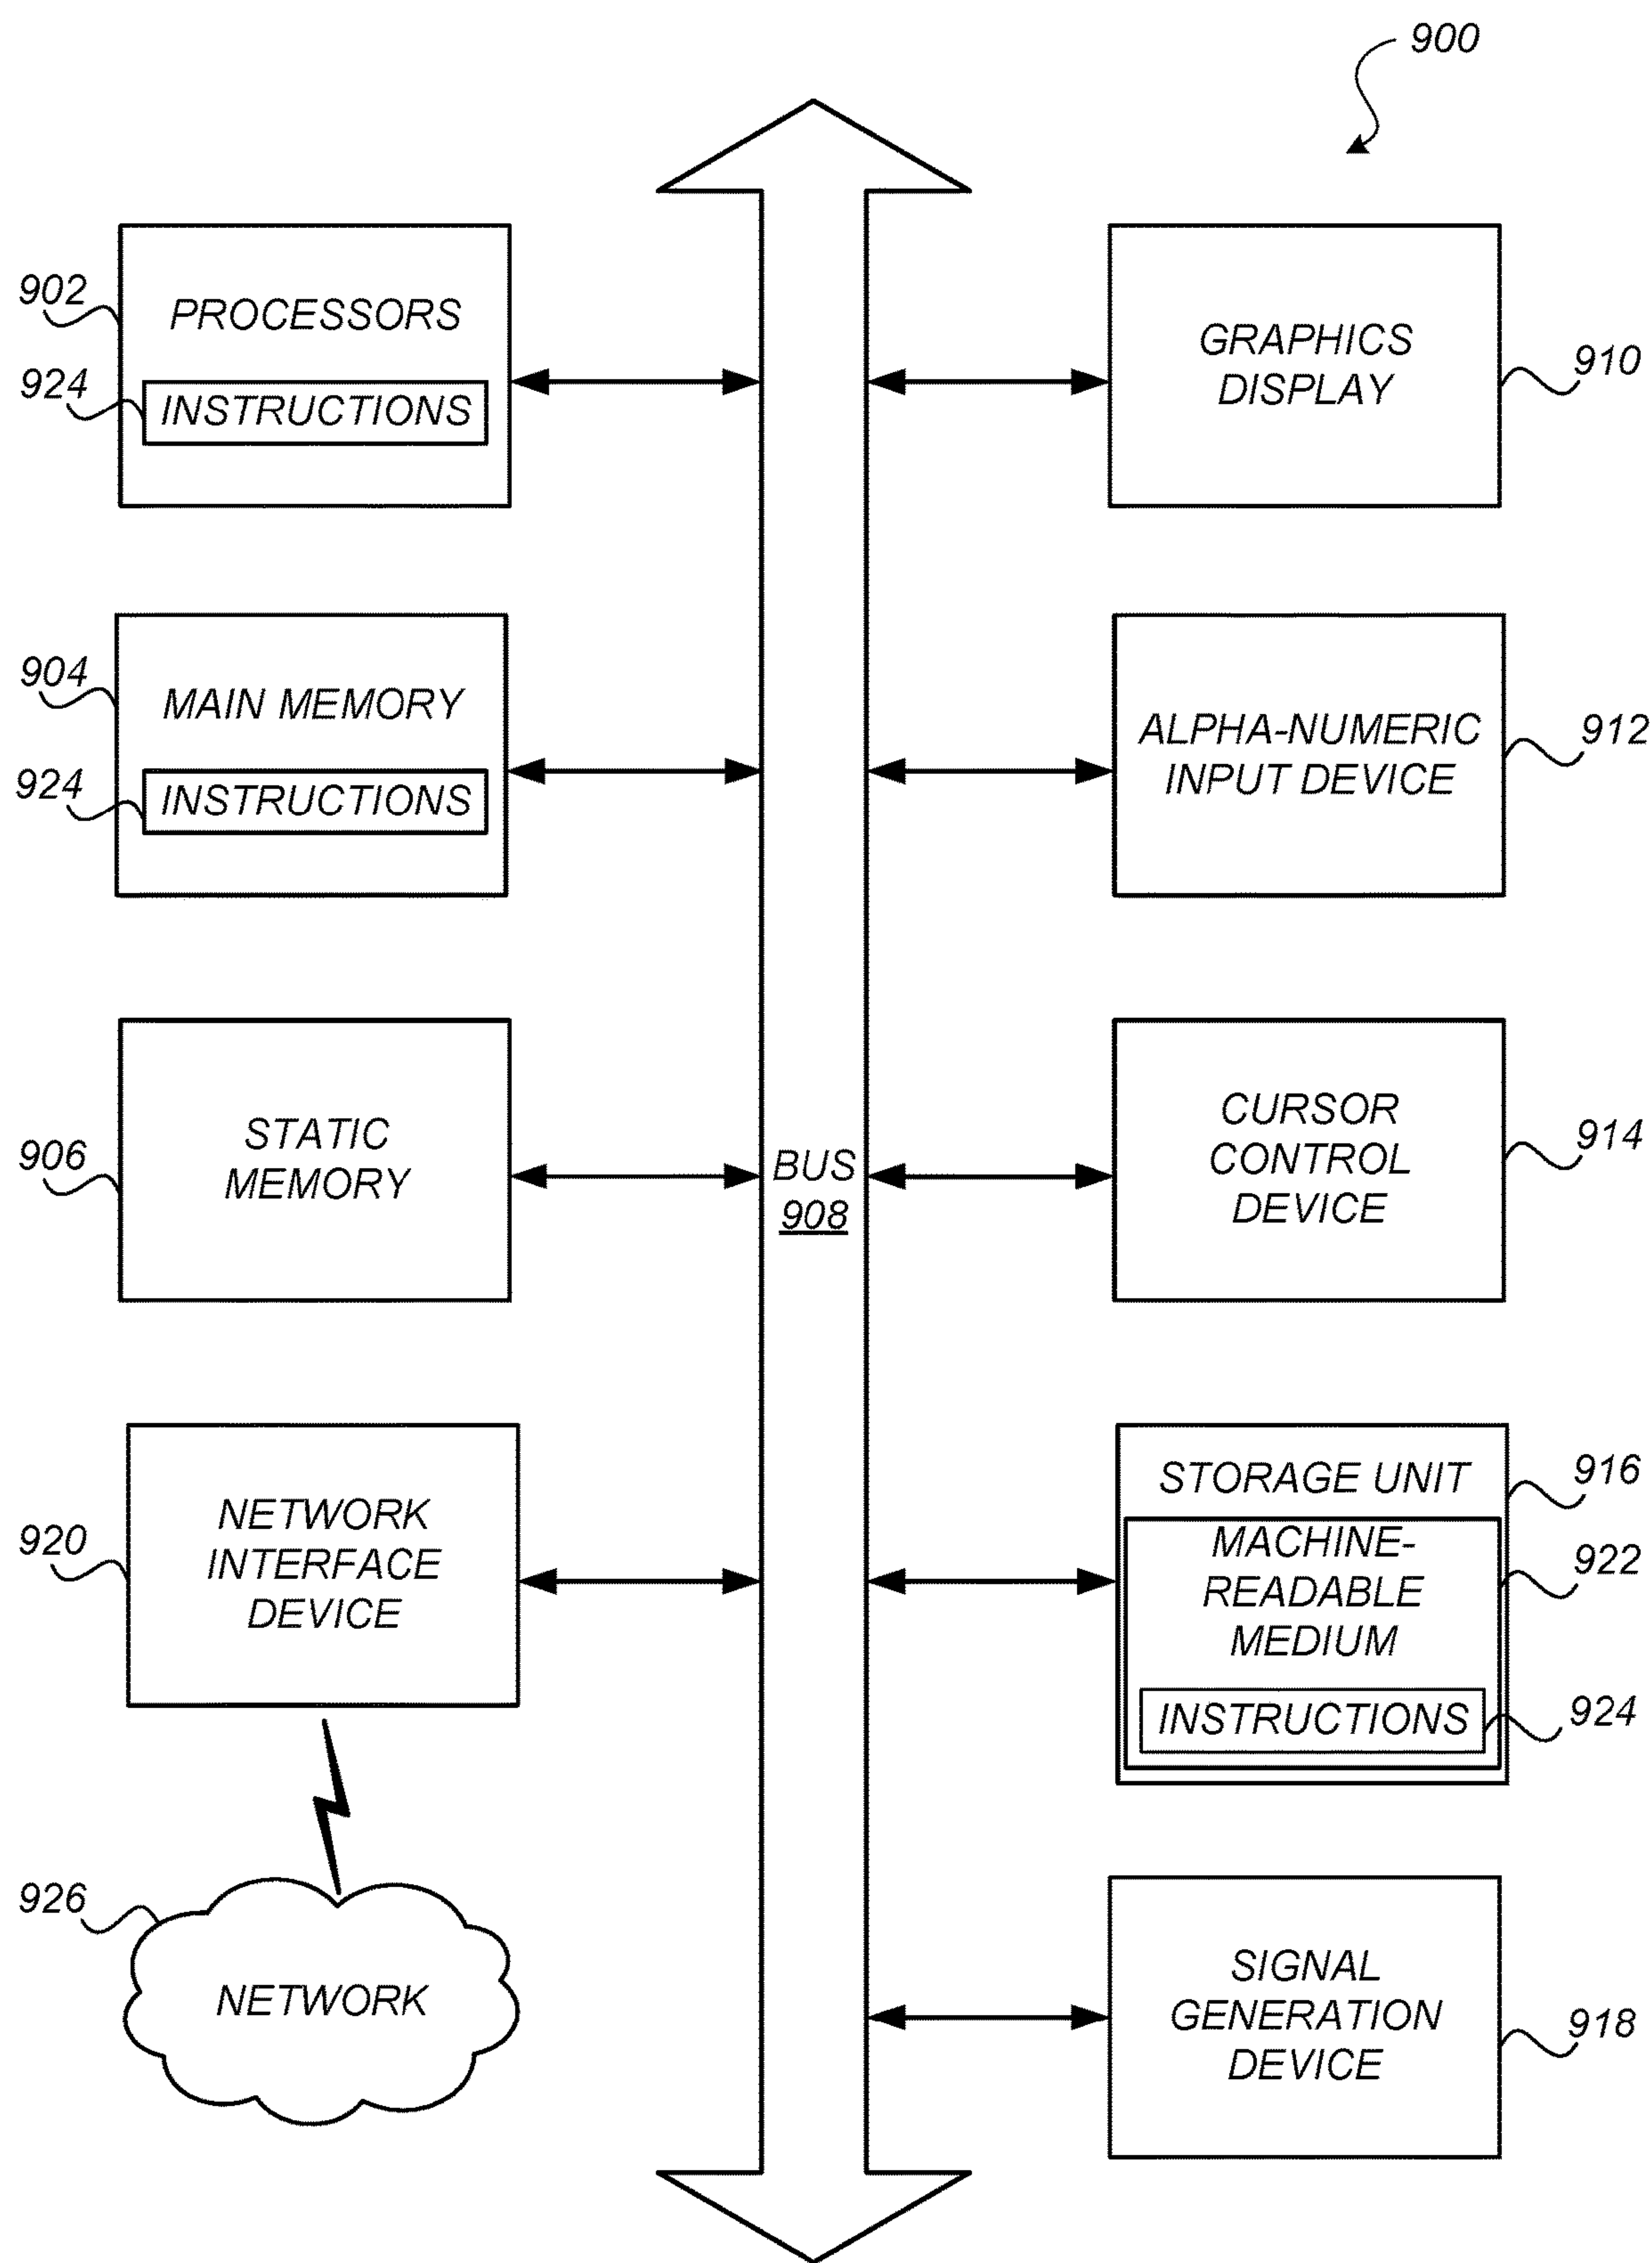 900
902
PROCESSORS
924
INSTRUCTIONS
GRAPHICS
DISPLAY
910
904
MAIN MEMORY
924
INSTRUCTIONS
ALPHA-NUMERIC
INPUT DEVICE
912
906
STATIC
MEMORY
BUS
908
CURSOR
CONTROL
DEVICE
914
920
NETWORK
INTERFACE
DEVICE
STORAGE UNIT
916
MACHINE-
READABLE
MEDIUM
922
INSTRUCTIONS
924
926
NETWORK
SIGNAL
GENERATION
DEVICE
918